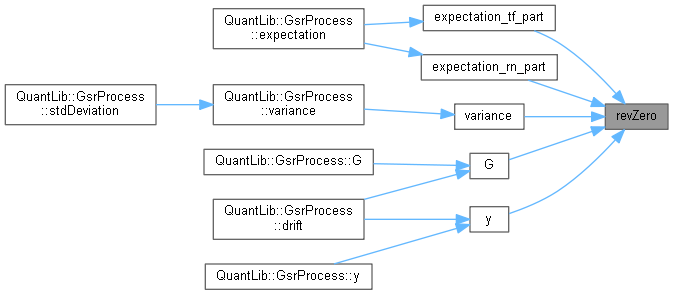 QuantLib::GsrProcess
::expectation
expectation_tf_part
expectation_rn_part
QuantLib::GsrProcess
::stdDeviation
QuantLib::GsrProcess
::variance
variance
revZero
QuantLib::GsrProcess::G
G
QuantLib::GsrProcess
::drift
y
QuantLib::GsrProcess::y